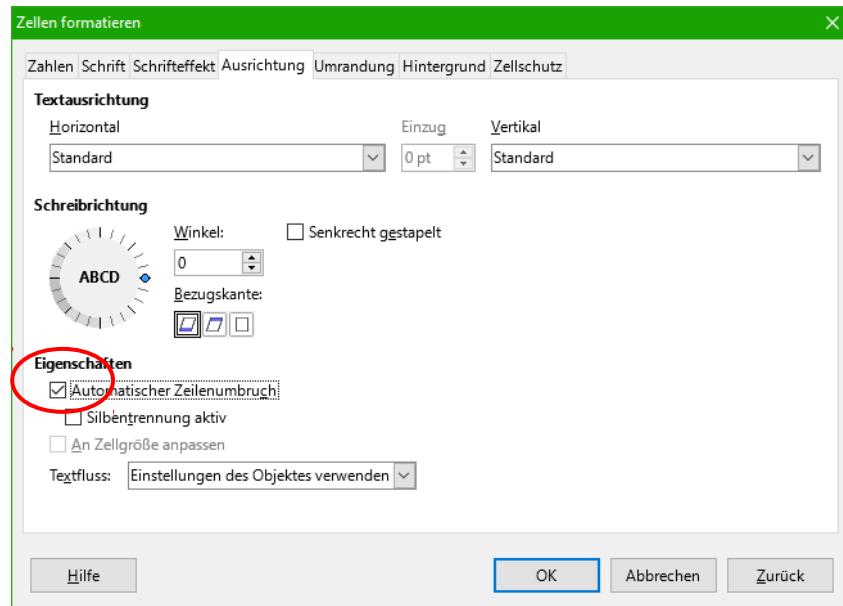 Zellen formatieren
Zahlen Schrift Schrifteffekt Ausrichtung Umrandung Hintergrund Zellschutz
Textausrichtung
Horizontal Einzug Vertikal
Standard 0 pt Standard
Schreibrichtung
Winkel: Senkrecht gestapelt
0
ABCD
Bezugskante:
Eigenschaften
Automatischer Zeilenumbruch
Silbentrennung aktiv
An Zellgröße anpassen
Textfluss: Einstellungen des Objektes verwenden
Hilfe OK Abbrechen Zurück